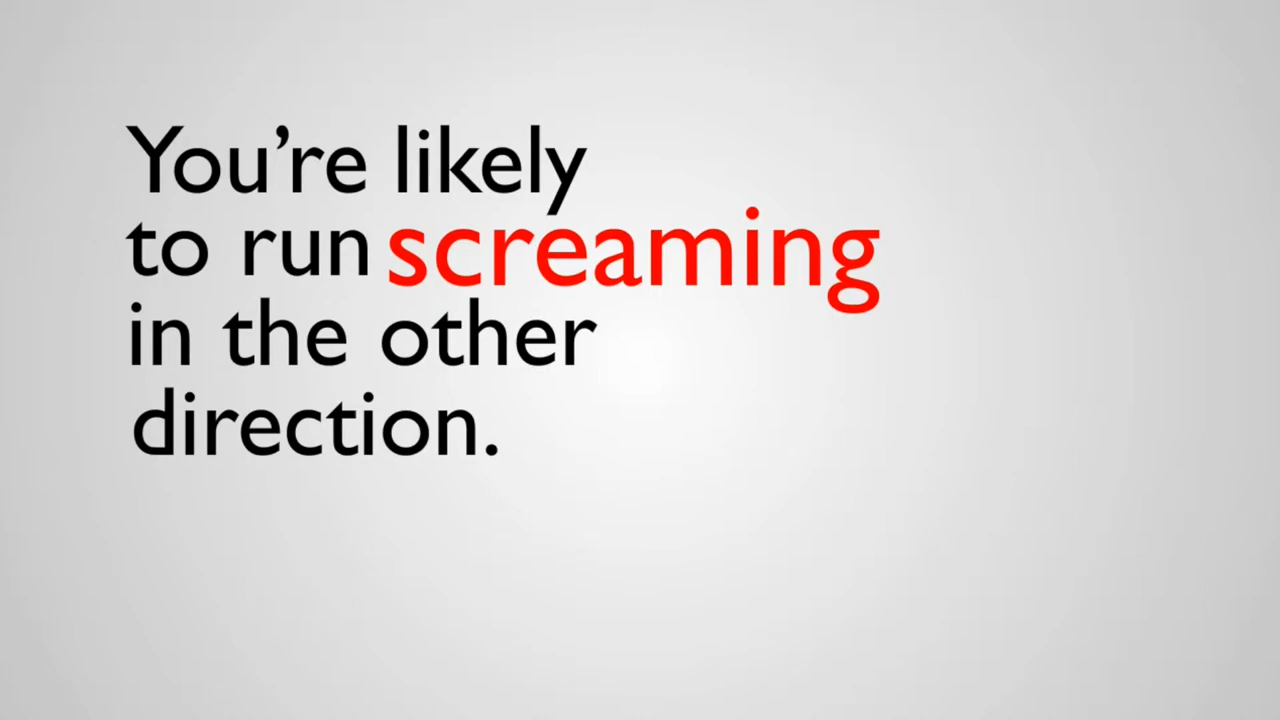 You’re likely
to run screaming
in the other
direction.